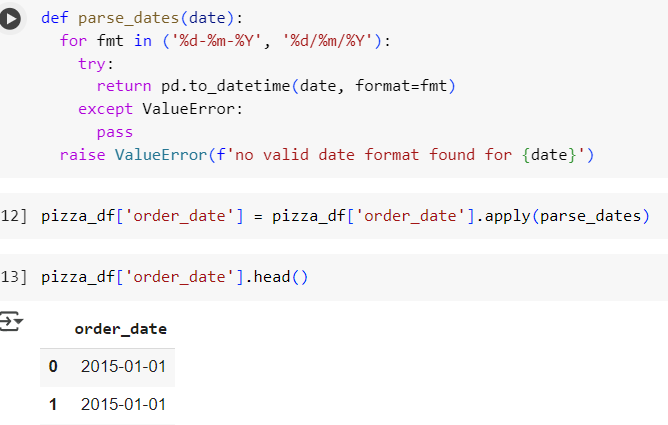 def parse_dates(date):
  for fmt in ('%d-%m-%Y', '%d/%m/%Y'):
    try:
      return pd.to_datetime(date, format=fmt)
    except ValueError:
      pass
  raise ValueError(f'no valid date format found for {date}')
12] pizza_df['order_date'] = pizza_df['order_date'].apply(parse_dates)
13] pizza_df['order_date'].head()
order_date
0 2015-01-01
1 2015-01-01